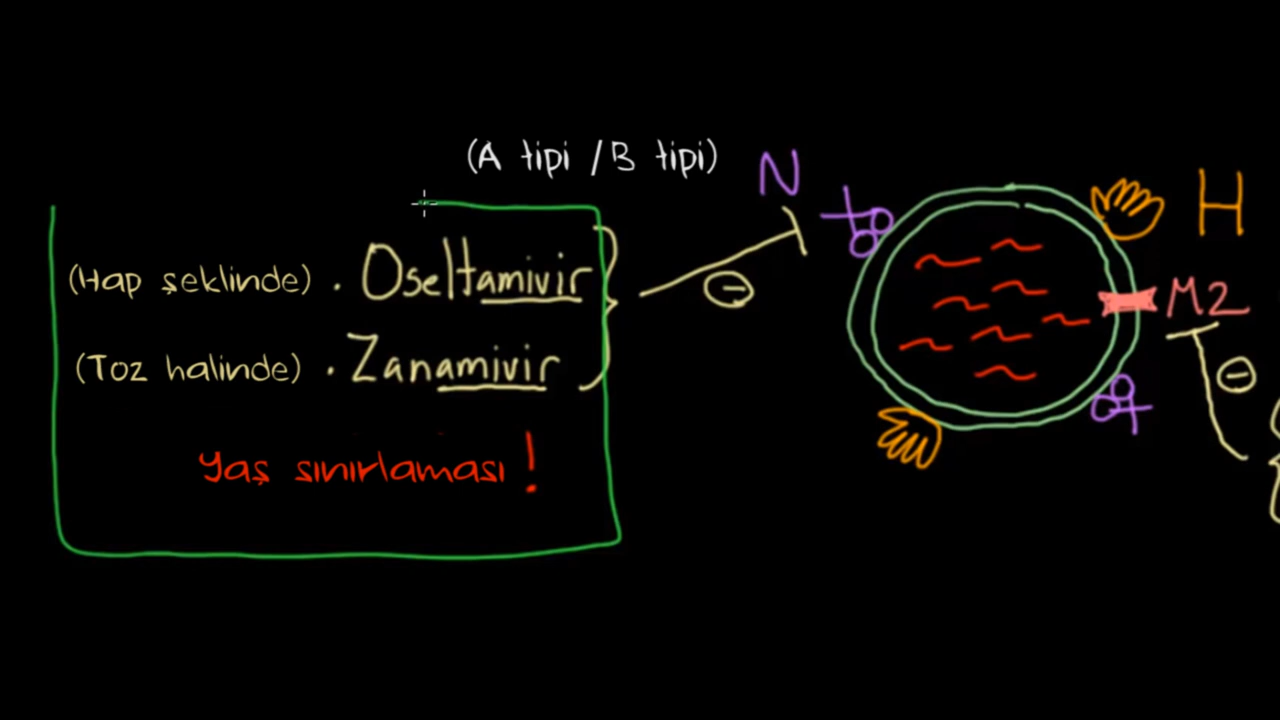 (A tipi / B tipi)
N
H
(Hap şeklinde) · Oseltamivir
M2
(Toz halinde) · Zanamivir
Yaş sınırlaması !